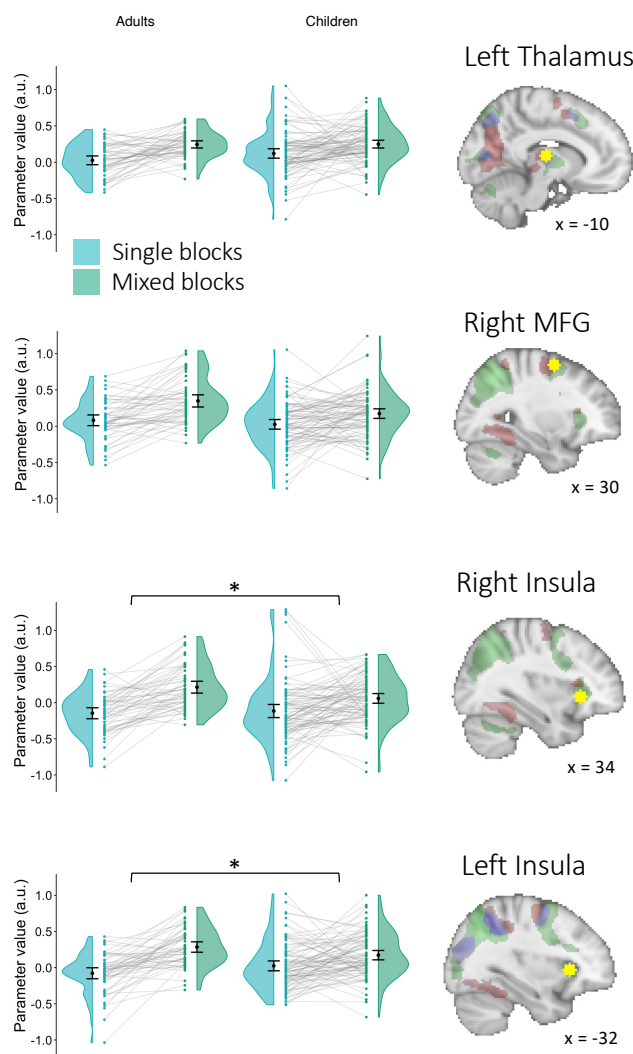 Adults
Children
Left Thalamus
Parameter value (a.u.)
1.0
0.5
0.0
-0.5
-1.0
x = -10
Single blocks
Mixed blocks
Right MFG
Parameter value (a.u.)
1.0
0.5
0.0
-0.5
-1.0
x = 30
Right Insula
*
Parameter value (a.u.)
1.0
0.5
0.0
-0.5
-1.0
x = 34
Left Insula
*
Parameter value (a.u.)
1.0
0.5
0.0
-0.5
-1.0
x = -32